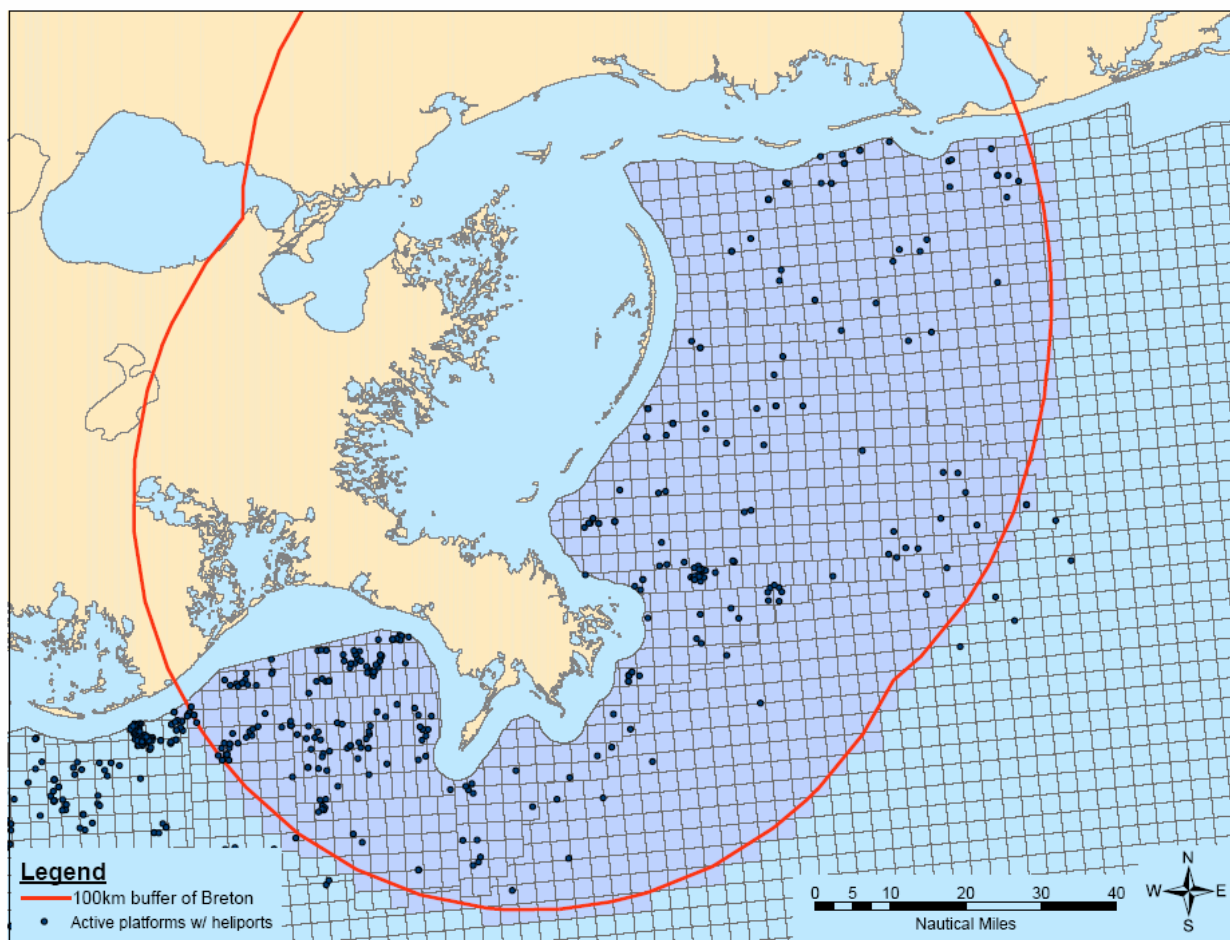 Legend
100km buffer of Breton
Active platforms w/ heliports
0 5 10 20 30 40
Nautical Miles
N
W E
S